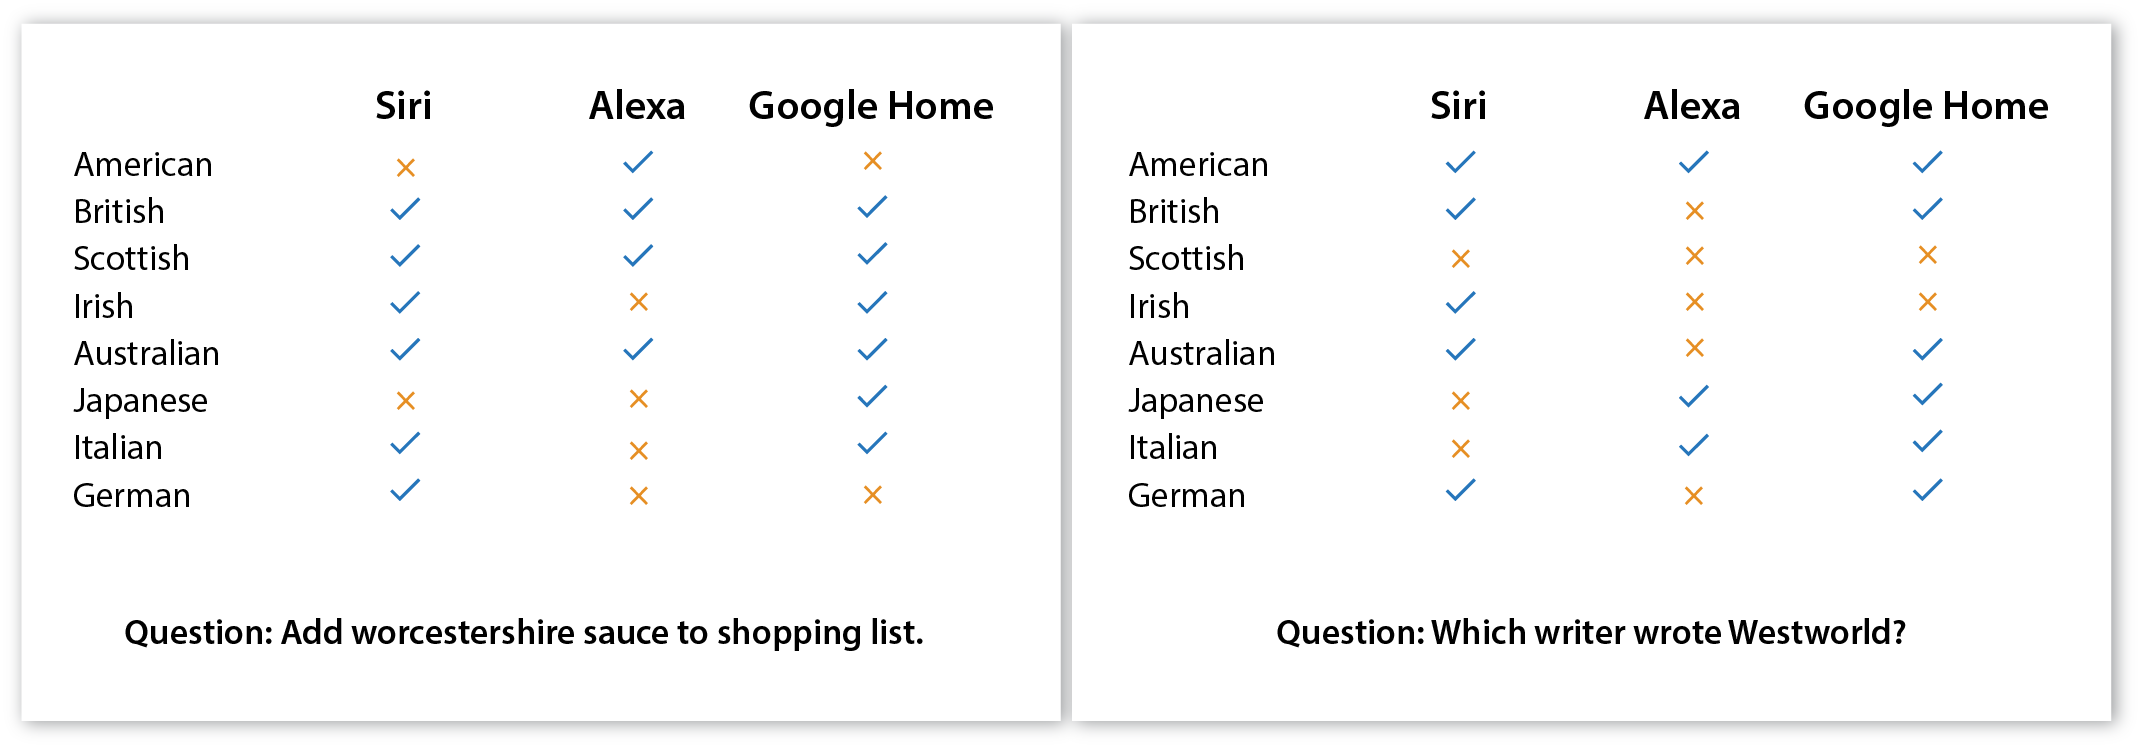 Siri Alexa Google Home
American × ✓ ×
British ✓ ✓ ✓
Scottish ✓ ✓ ✓
Irish ✓ × ✓
Australian ✓ ✓ ✓
Japanese × × ✓
Italian ✓ × ✓
German ✓ × ×
Question: Add worcestershire sauce to shopping list.
Siri Alexa Google Home
American ✓ ✓ ✓
British ✓ × ✓
Scottish × × ×
Irish ✓ × ×
Australian ✓ × ✓
Japanese × ✓ ✓
Italian × ✓ ✓
German ✓ × ✓
Question: Which writer wrote Westworld?